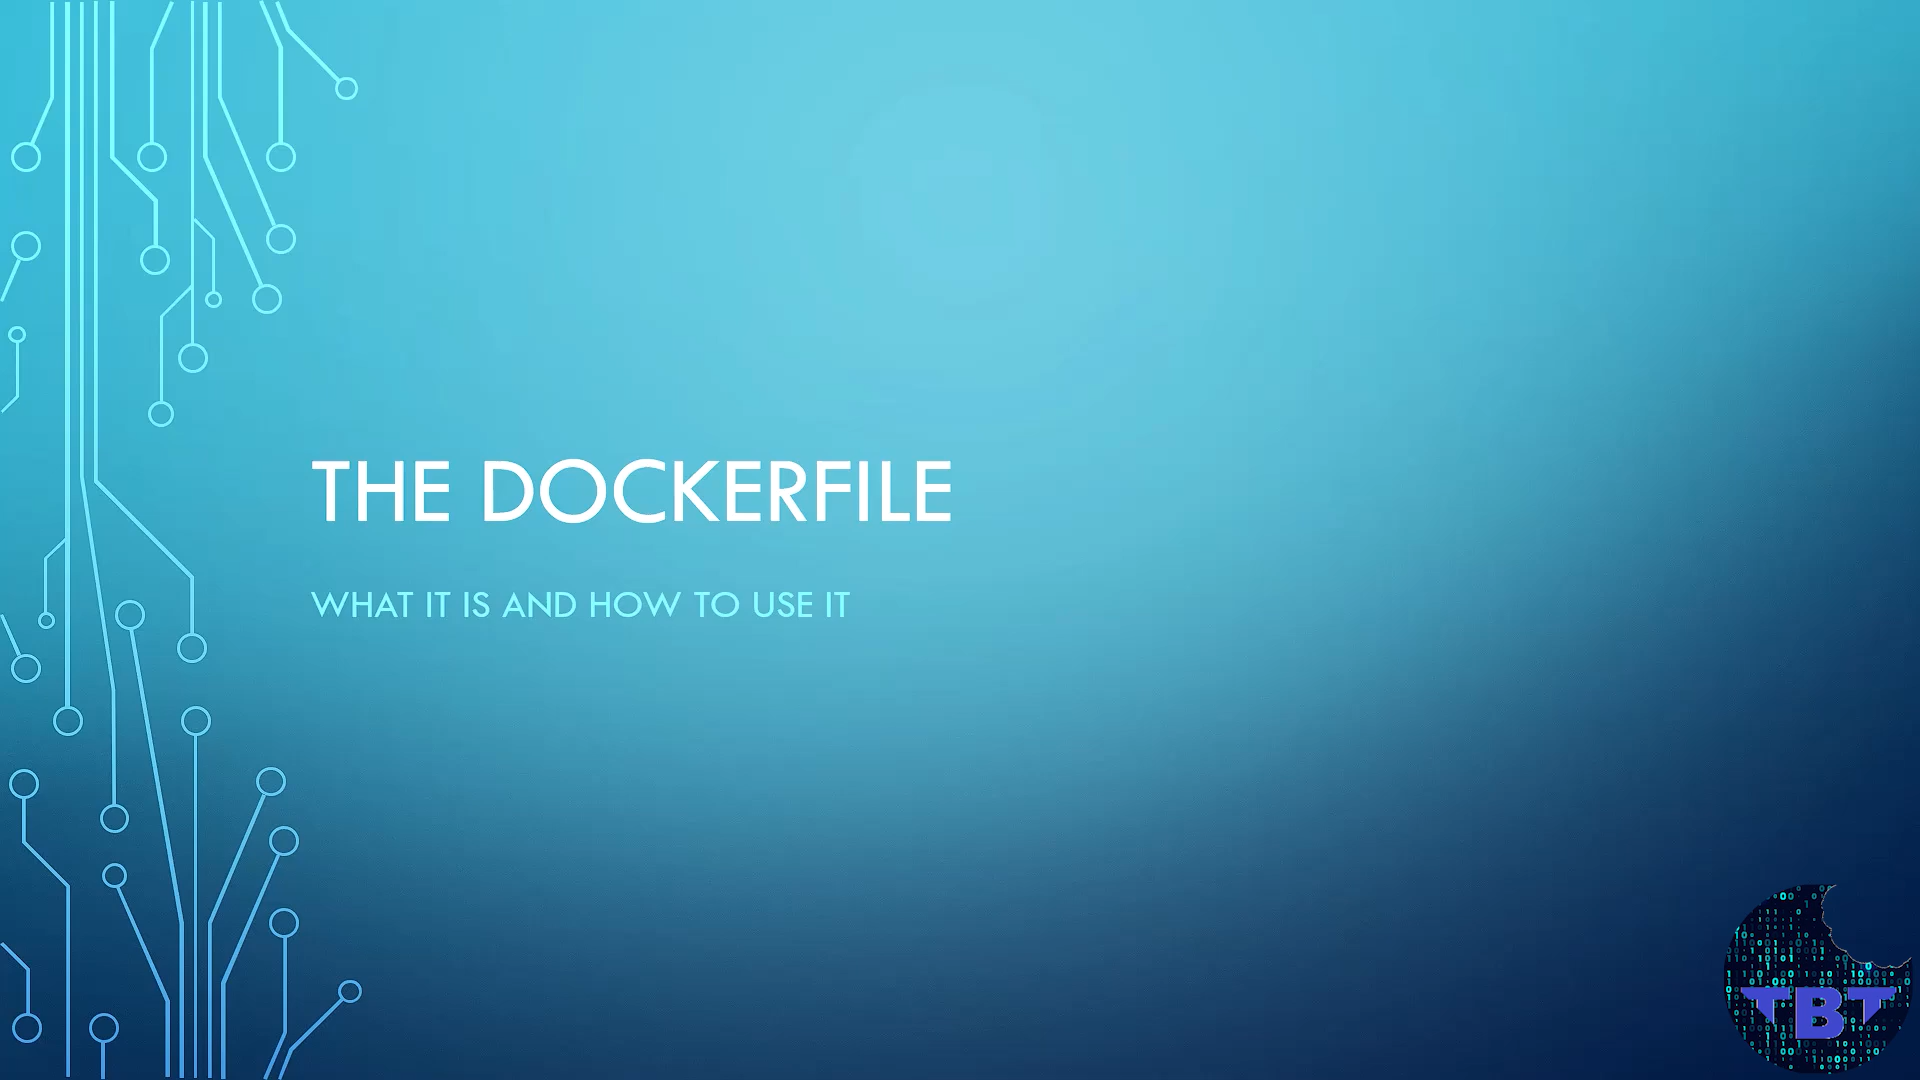 THE DOCKERFILE
WHAT IT IS AND HOW TO USE IT
TBT